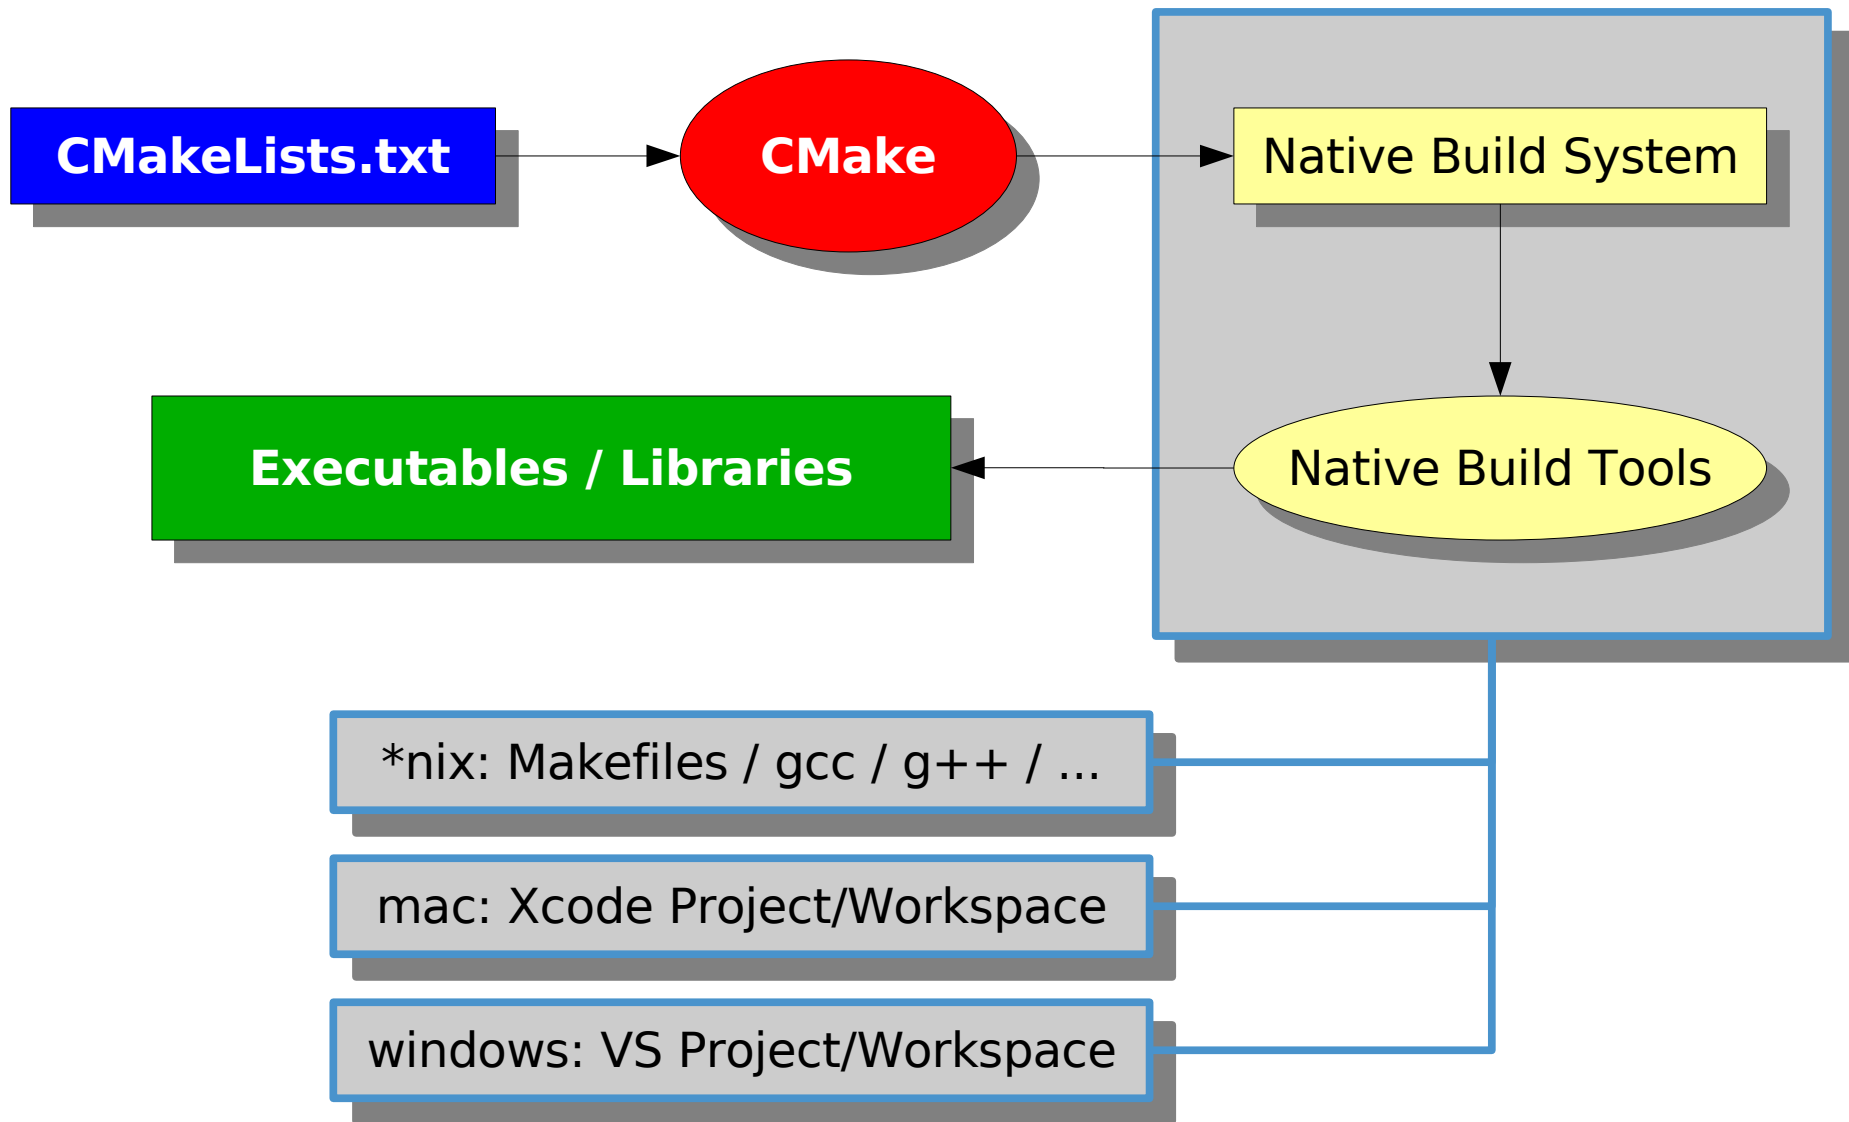 CMakeLists.txt
CMake
Native Build System
Executables / Libraries
Native Build Tools
*nix: Makefiles / gcc / g++ / ...
mac: Xcode Project/Workspace
windows: VS Project/Workspace